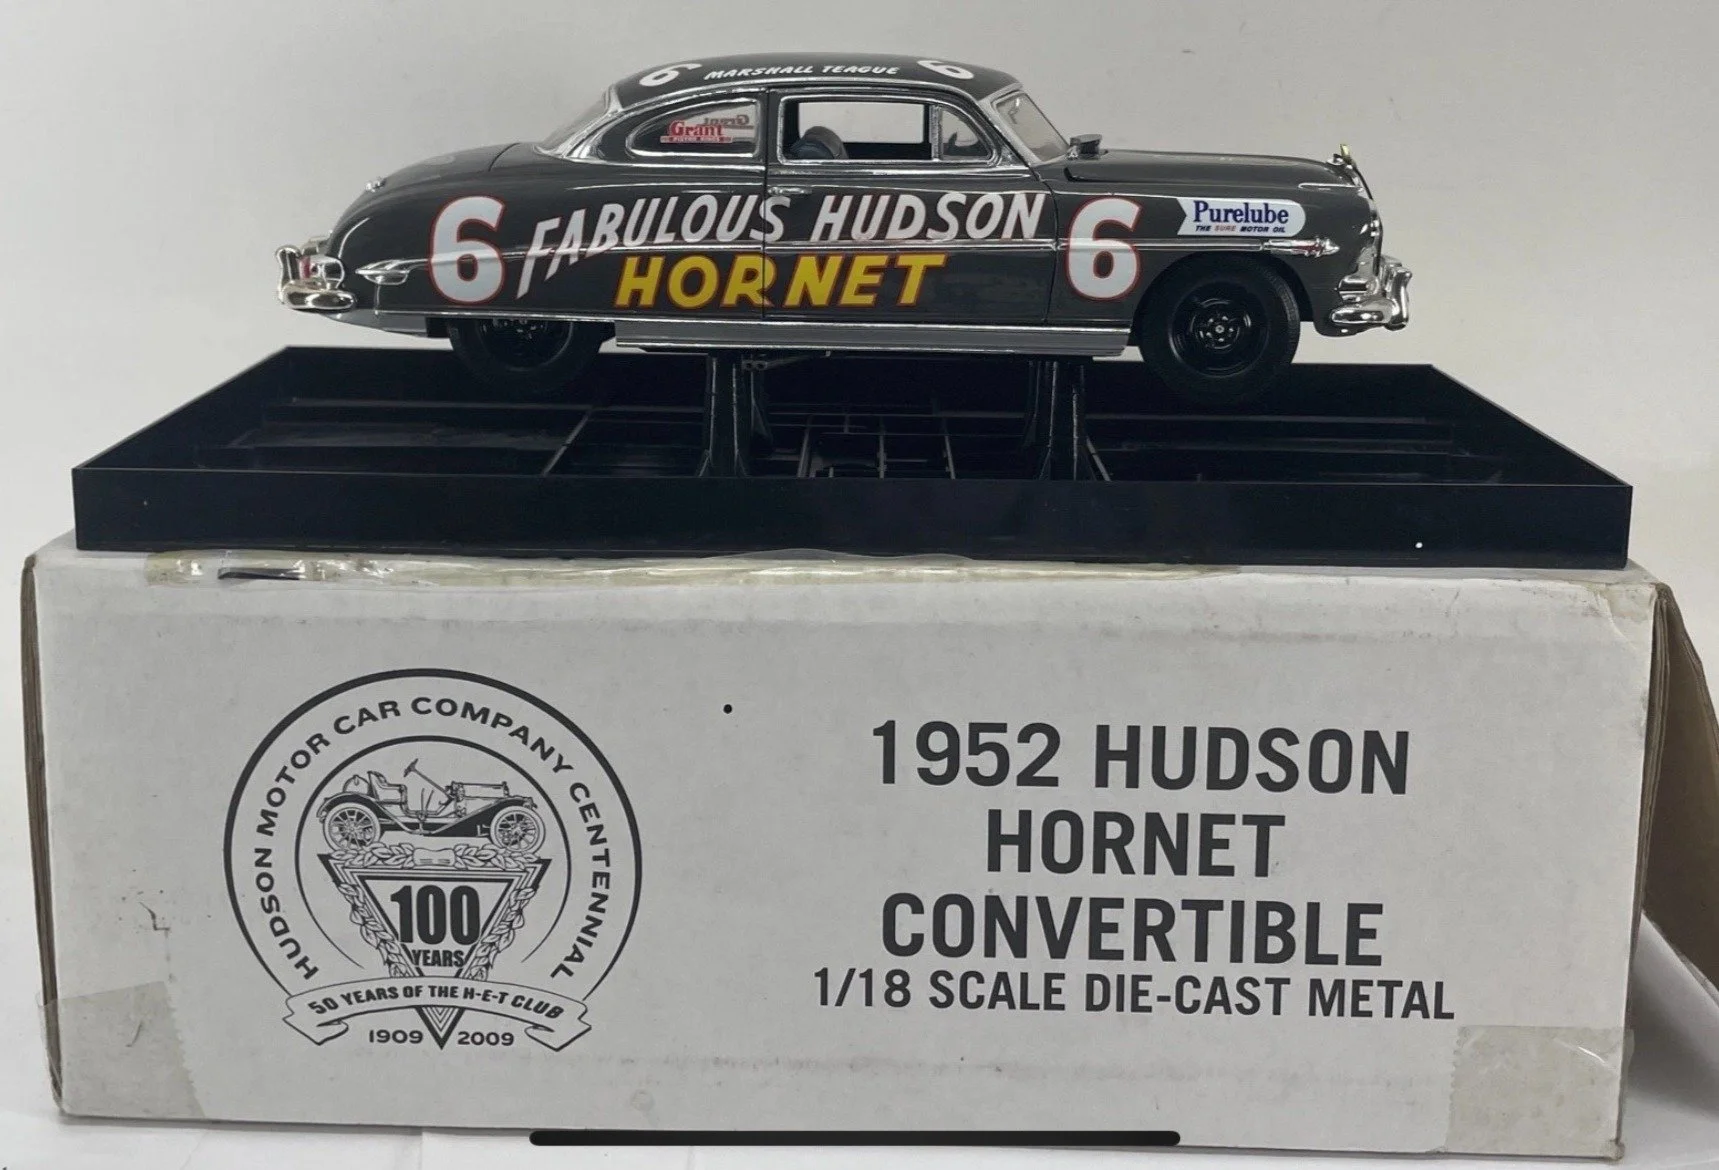 6 MARSHALL TEAGUE 6
Grant
6 FABULOUS HUDSON 6
HORNET
Purelube
THE SURE MOTOR OIL
HUDSON MOTOR CAR COMPANY CENTENNIAL
100
YEARS
50 YEARS OF THE H-E-T CLUB
1909 2009
1952 HUDSON
HORNET
CONVERTIBLE
1/18 SCALE DIE-CAST METAL